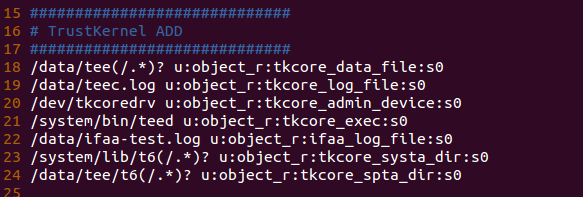 15 ############################
16 # TrustKernel ADD
17 ############################
18 /data/tee(/.*)? u:object_r:tkcore_data_file:s0
19 /data/teec.log u:object_r:tkcore_log_file:s0
20 /dev/tkcoredrv u:object_r:tkcore_admin_device:s0
21 /system/bin/teed u:object_r:tkcore_exec:s0
22 /data/ifaa-test.log u:object_r:ifaa_log_file:s0
23 /system/lib/t6(/.*)? u:object_r:tkcore_systa_dir:s0
24 /data/tee/t6(/.*)? u:object_r:tkcore_spta_dir:s0
25